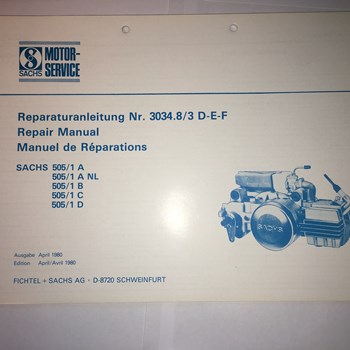 SACHS
MOTOR-
SERVICE
Reparaturanleitung Nr. 3034.8/3 D-E-F
Repair Manual
Manuel de Réparations
SACHS 505/1 A
505/1 A NL
505/1 B
505/1 C
505/1 D
SACHS
Ausgabe April 1980
Edition April/Avril 1980
FICHTEL + SACHS AG · D-8720 SCHWEINFURT